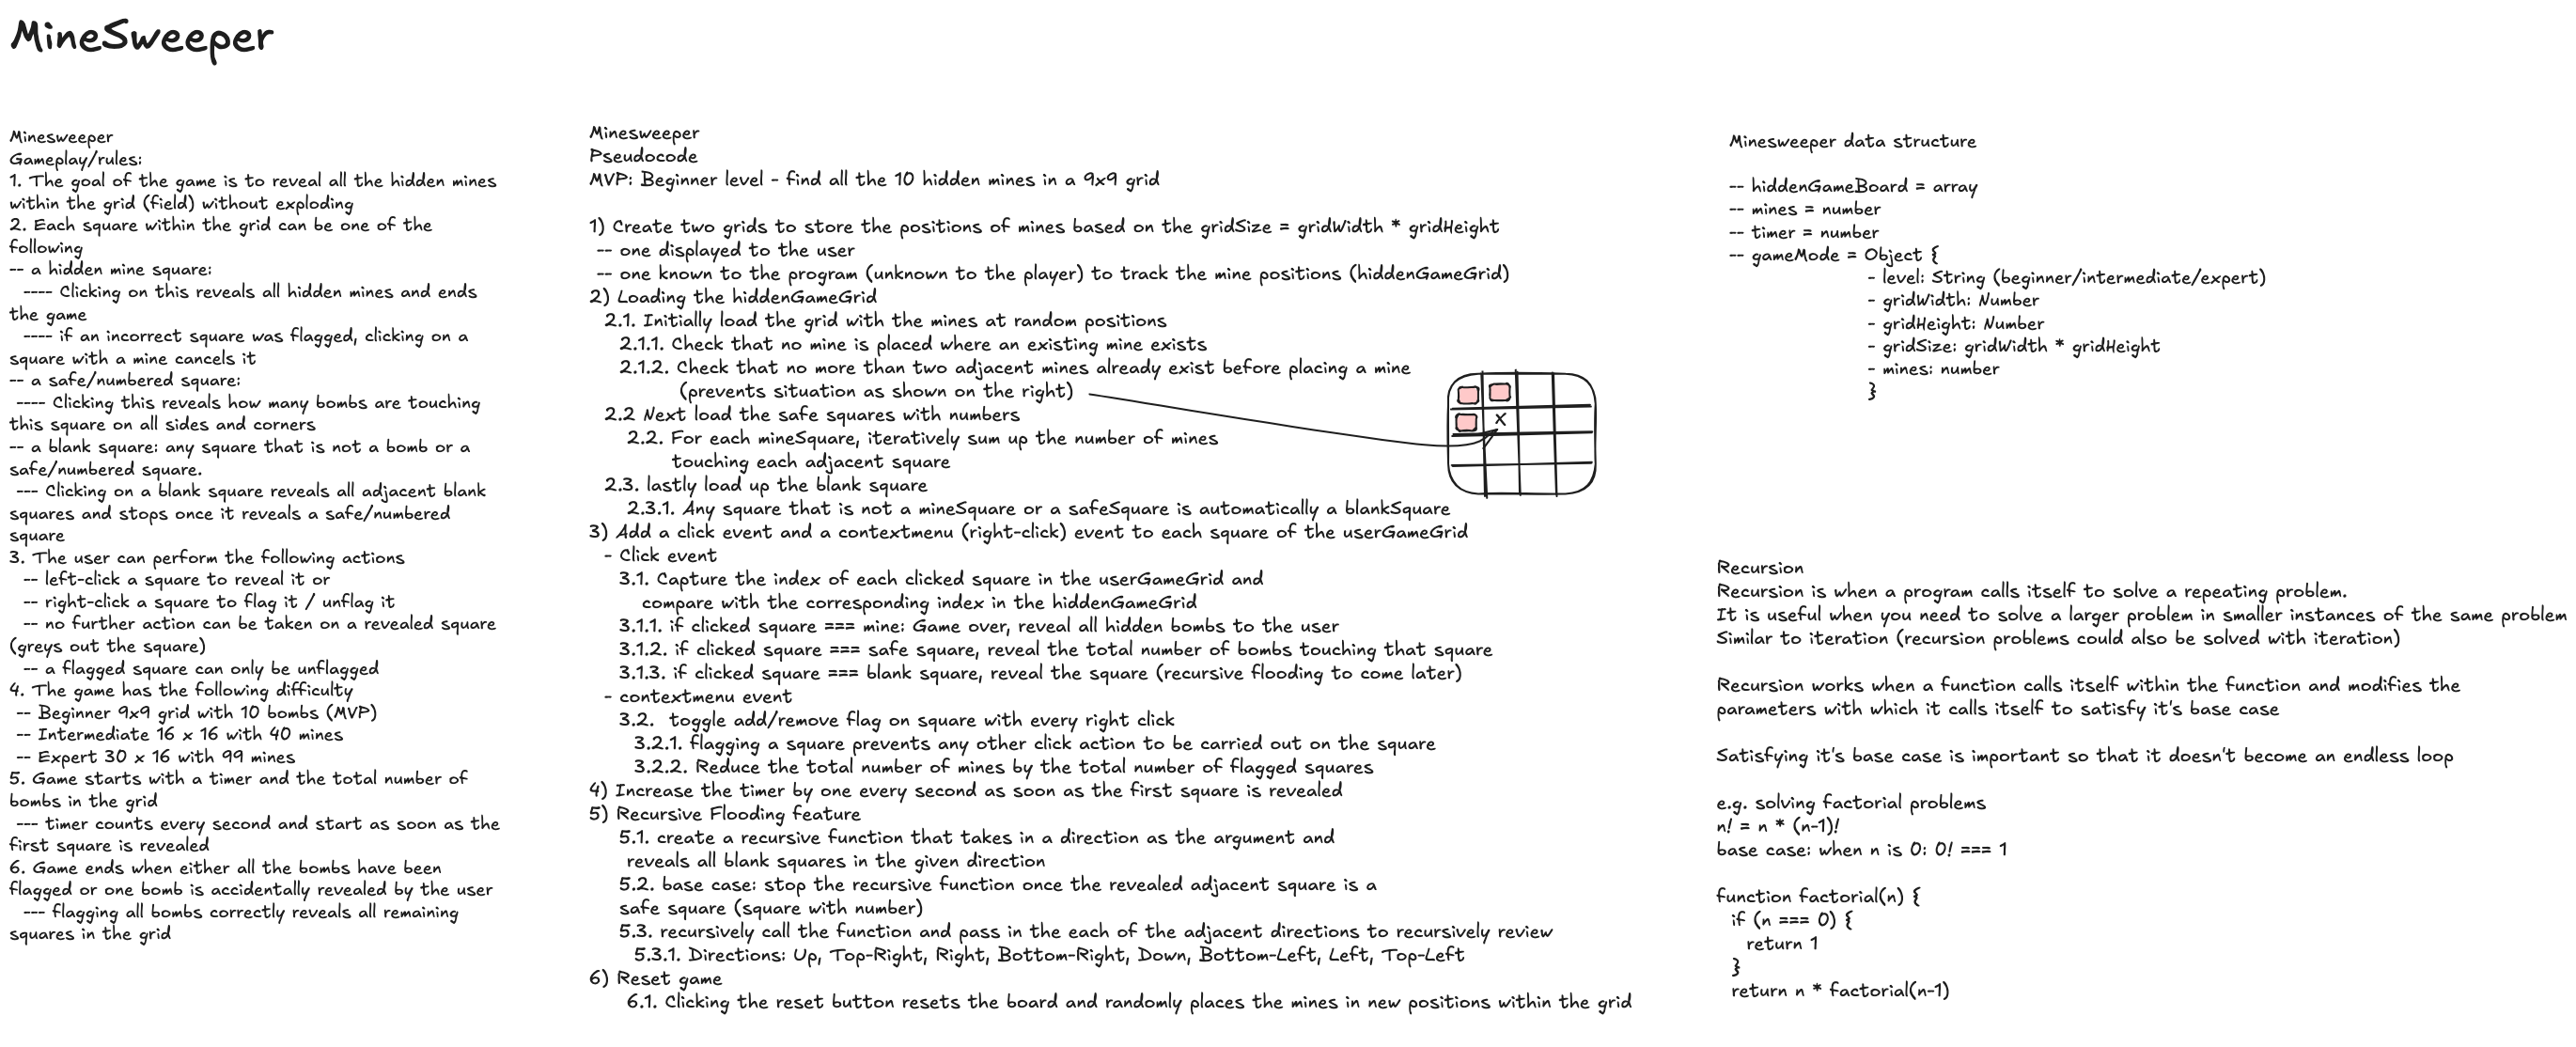 MineSweeper
Minesweeper
Gameplay/rules:
1. The goal of the game is to reveal all the hidden mines
within the grid (field) without exploding
2. Each square within the grid can be one of the
following
-- a hidden mine square:
---- Clicking on this reveals all hidden mines and ends
the game
---- if an incorrect square was flagged, clicking on a
square with a mine cancels it
-- a safe/numbered square:
---- Clicking this reveals how many bombs are touching
this square on all sides and corners
-- a blank square: any square that is not a bomb or a
safe/numbered square.
--- Clicking on a blank square reveals all adjacent blank
squares and stops once it reveals a safe/numbered
square
3. The user can perform the following actions
-- left-click a square to reveal it or
-- right-click a square to flag it / unflag it
-- no further action can be taken on a revealed square
(greys out the square)
-- a flagged square can only be unflagged
4. The game has the following difficulty
-- Beginner 9x9 grid with 10 bombs (MVP)
-- Intermediate 16 x 16 with 40 mines
-- Expert 30 x 16 with 99 mines
5. Game starts with a timer and the total number of
bombs in the grid
--- timer counts every second and start as soon as the
first square is revealed
6. Game ends when either all the bombs have been
flagged or one bomb is accidentally revealed by the user
--- flagging all bombs correctly reveals all remaining
squares in the grid
Minesweeper
Pseudocode
MVP: Beginner level - find all the 10 hidden mines in a 9x9 grid
1) Create two grids to store the positions of mines based on the gridSize = gridWidth * gridHeight
-- one displayed to the user
-- one known to the program (unknown to the player) to track the mine positions (hiddenGameGrid)
2) Loading the hiddenGameGrid
2.1. Initially load the grid with the mines at random positions
2.1.1. Check that no mine is placed where an existing mine exists
2.1.2. Check that no more than two adjacent mines already exist before placing a mine
(prevents situation as shown on the right)
2.2 Next load the safe squares with numbers
2.2. For each mineSquare, iteratively sum up the number of mines
touching each adjacent square
2.3. lastly load up the blank square
2.3.1. Any square that is not a mineSquare or a safeSquare is automatically a blankSquare
3) Add a click event and a contextmenu (right-click) event to each square of the userGameGrid
- Click event
3.1. Capture the index of each clicked square in the userGameGrid and
compare with the corresponding index in the hiddenGameGrid
3.1.1. if clicked square === mine: Game over, reveal all hidden bombs to the user
3.1.2. if clicked square === safe square, reveal the total number of bombs touching that square
3.1.3. if clicked square === blank square, reveal the square (recursive flooding to come later)
- contextmenu event
3.2. toggle add/remove flag on square with every right click
3.2.1. flagging a square prevents any other click action to be carried out on the square
3.2.2. Reduce the total number of mines by the total number of flagged squares
4) Increase the timer by one every second as soon as the first square is revealed
5) Recursive Flooding feature
5.1. create a recursive function that takes in a direction as the argument and
reveals all blank squares in the given direction
5.2. base case: stop the recursive function once the revealed adjacent square is a
safe square (square with number)
5.3. recursively call the function and pass in the each of the adjacent directions to recursively review
5.3.1. Directions: Up, Top-Right, Right, Bottom-Right, Down, Bottom-Left, Left, Top-Left
6) Reset game
6.1. Clicking the reset button resets the board and randomly places the mines in new positions within the grid
x
Minesweeper data structure
-- hiddenGameBoard = array
-- mines = number
-- timer = number
-- gameMode = Object {
- level: String (beginner/intermediate/expert)
- gridWidth: Number
- gridHeight: Number
- gridSize: gridWidth * gridHeight
- mines: number
}
Recursion
Recursion is when a program calls itself to solve a repeating problem.
It is useful when you need to solve a larger problem in smaller instances of the same problem
Similar to iteration (recursion problems could also be solved with iteration)
Recursion works when a function calls itself within the function and modifies the
parameters with which it calls itself to satisfy it's base case
Satisfying it's base case is important so that it doesn't become an endless loop
e.g. solving factorial problems
n! = n * (n-1)!
base case: when n is 0: 0! === 1
function factorial(n) {
if (n === 0) {
return 1
}
return n * factorial(n-1)